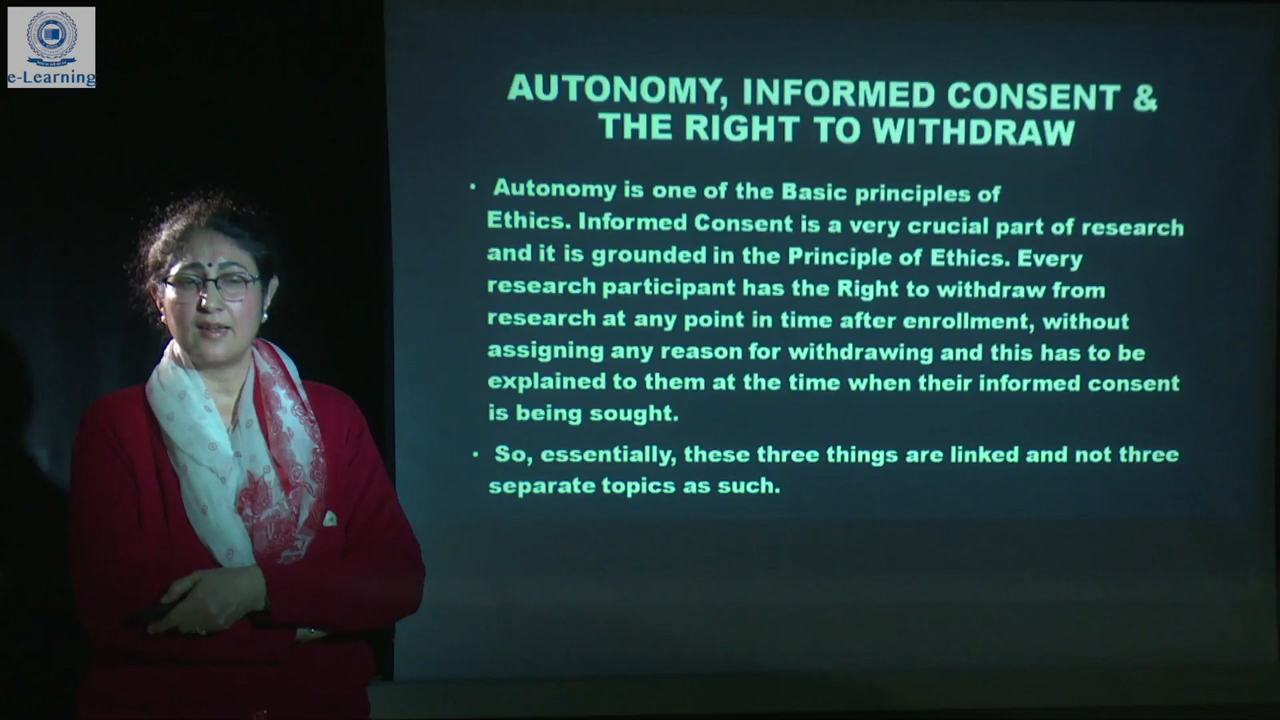 e-Learning
AUTONOMY, INFORMED CONSENT &
THE RIGHT TO WITHDRAW
• Autonomy is one of the Basic principles of
Ethics. Informed Consent is a very crucial part of research
and it is grounded in the Principle of Ethics. Every
research participant has the Right to withdraw from
research at any point in time after enrollment, without
assigning any reason for withdrawing and this has to be
explained to them at the time when their informed consent
is being sought.
• So, essentially, these three things are linked and not three
separate topics as such.